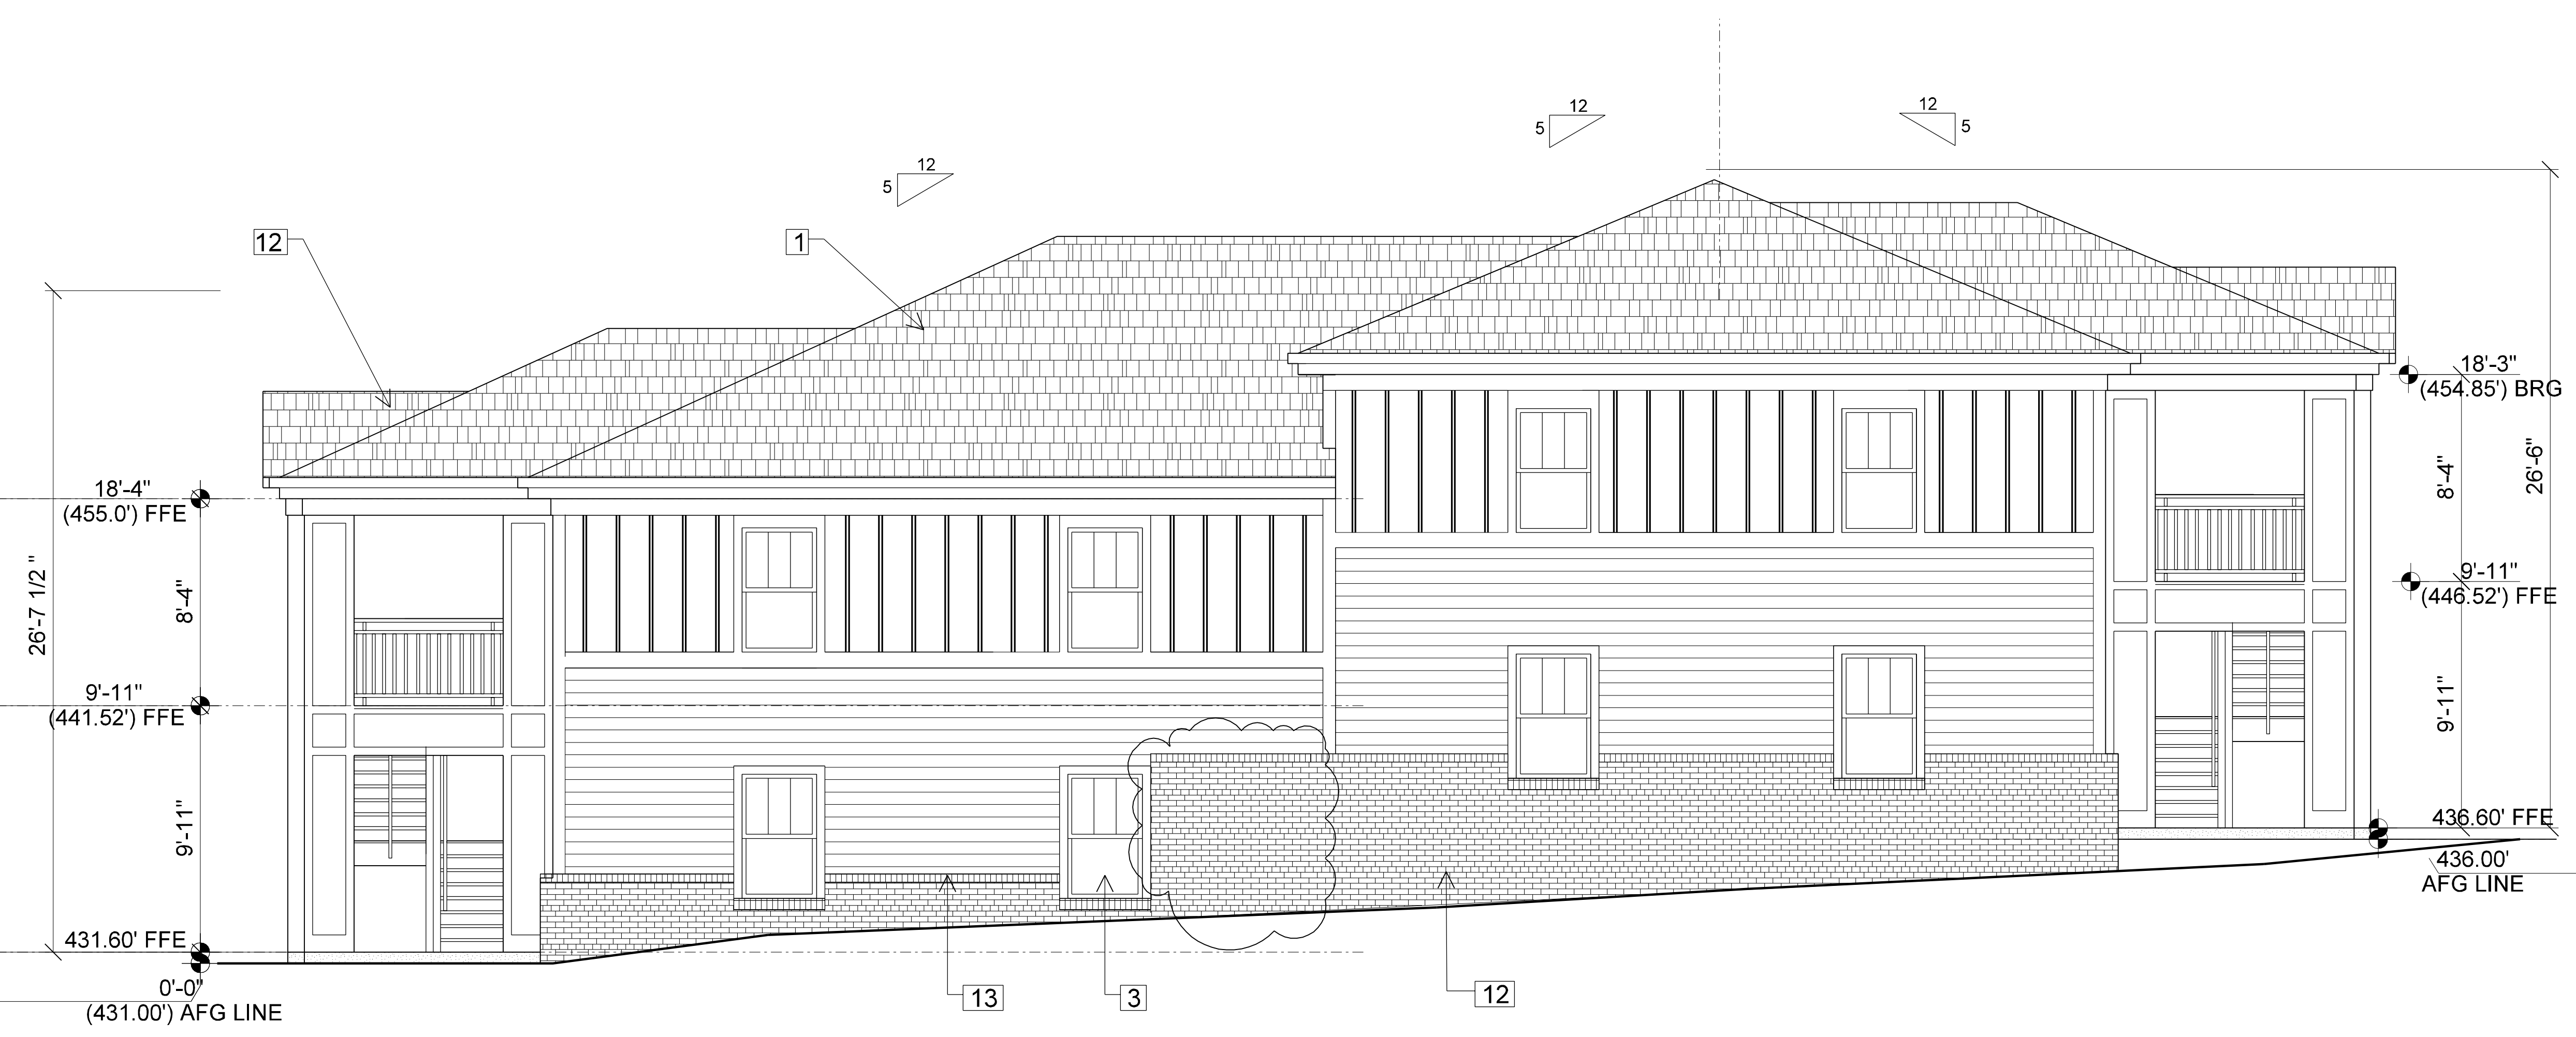 12
5
12
5
12
5
12
1
18'-4"
(455.0') FFE
8'-4"
26'-7 1/2 "
9'-11"
(441.52') FFE
9'-11"
431.60' FFE
0'-0"
(431.00') AFG LINE
13
3
12
18'-3"
(454.85') BRG
8'-4"
26'-6"
9'-11"
(446.52') FFE
9'-11"
436.60' FFE
436.00'
AFG LINE